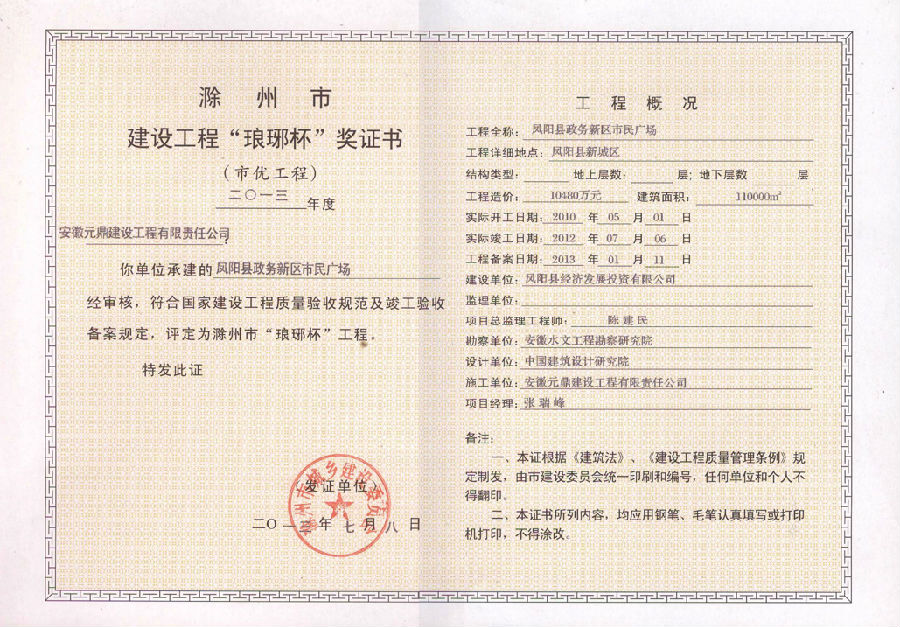 滁州市
建设工程“琅琊杯”奖证书
(市优工程)
二〇一三年度
安徽元鼎建设工程有限责任公司:
你单位承建的凤阳县政务新区市民广场
经审核,符合国家建设工程质量验收规范及竣工验收
备案规定,评定为滁州市“琅琊杯”工程。
特发此证
滁州市城乡建设委员会
(发证单位)
二〇一三年七月八日
工程概况
工程全称:凤阳县政务新区市民广场
工程详细地点:凤阳县新城区
结构类型: 地上层数: 层;地下层数 层
工程造价:10480万元 建筑面积:110000㎡
实际开工日期:2010年05月01日
实际竣工日期:2012年07月06日
工程备案日期:2013年01月11日
建设单位:凤阳县经济发展投资有限公司
监理单位:
项目总监理工程师:陈建民
勘察单位:安徽水文工程勘察研究院
设计单位:中国建筑设计研究院
施工单位:安徽元鼎建设工程有限责任公司
项目经理:张瑞峰
备注:
一、本证根据《建筑法》、《建设工程质量管理条例》规
定制发,由市建设委员会统一印刷和编号,任何单位和个人不
得翻印。
二、本证书所列内容,均应用钢笔、毛笔认真填写或打印
机打印,不得涂改。